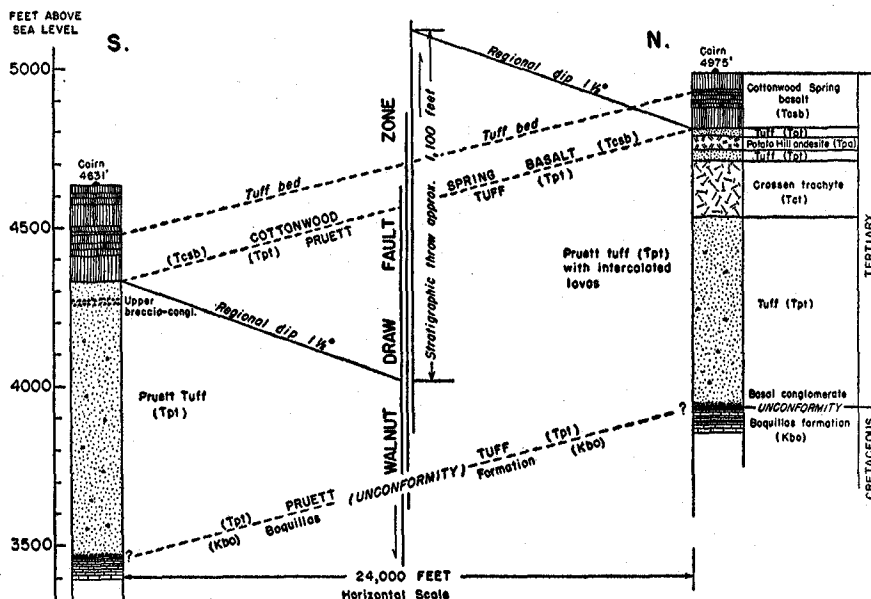 FEET ABOVE
SEA LEVEL
S.
N.
5000
4500
4000
3500
Cairn
4631'
Cairn
4975'
Regional dip 1½°
Tuff bed
Tuff bed
ZONE
FAULT
DRAW
WALNUT
Stratigraphic throw approx. 1,100 feet
(Tcsb) COTTONWOOD
(Tpt) PRUETT
SPRING BASALT (Tcsb)
TUFF (Tpt)
Upper
breccia-congl.
Regional dip 1½°
Pruett Tuff
(Tpt)
Pruett tuff (Tpt)
with intercalated
lavas
Cottonwood Spring
basalt
(Tcsb)
Tuff (Tpt)
Potato Hill andesite (Tpa)
Tuff (Tpt)
Crossen trachyte
(Tct)
Tuff (Tpt)
Basal conglomerate
UNCONFORMITY
Boquillas formation
(Kbo)
TERTIARY
CRETACEOUS
?
(Tpt) PRUETT (UNCONFORMITY) TUFF (Tpt)
(Kbo) Boquillas Formation (Kbo)
?
24,000 FEET
Horizontal Scale